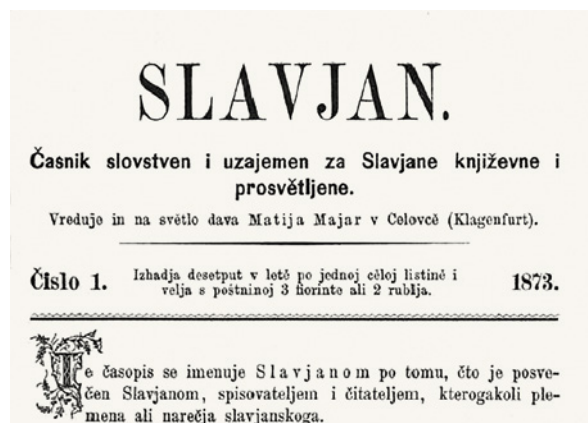 SLAVJAN.
Časnik slovstven i uzajemen za Slavjane književne i
prosvětljene.
Vreduje in na světlo dava Matija Majar v Celovcě (Klagenfurt).
Čislo 1.
Izhadja desetput v letě po jednoj cěloj listině i
velja s poštninoj 3 fiorinte ali 2 rublja.
1873.
Te časopis se imenuje Slavjanom po tomu, čto je posve-
čen Slavjanom, spisovateljem i čitateljem, kterogakoli ple-
mena ali narečja slavjanskoga.